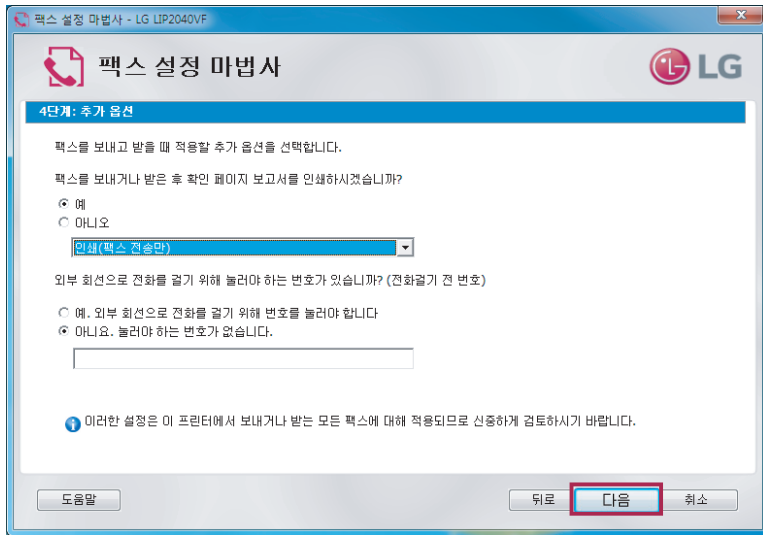 팩스 설정 마법사 - LG LIP2040VF
x
팩스 설정 마법사
LG
4단계: 추가 옵션
팩스를 보내고 받을 때 적용할 추가 옵션을 선택합니다.
팩스를 보내거나 받은 후 확인 페이지 보고서를 인쇄하시겠습니까?
예
아니오
인쇄(팩스 전송만)
외부 회선으로 전화를 걸기 위해 눌러야 하는 번호가 있습니까? (전화걸기 전 번호)
예. 외부 회선으로 전화를 걸기 위해 번호를 눌러야 합니다
아니요. 눌러야 하는 번호가 없습니다.
이러한 설정은 이 프린터에서 보내거나 받는 모든 팩스에 대해 적용되므로 신중하게 검토하시기 바랍니다.
도움말
뒤로
다음
취소